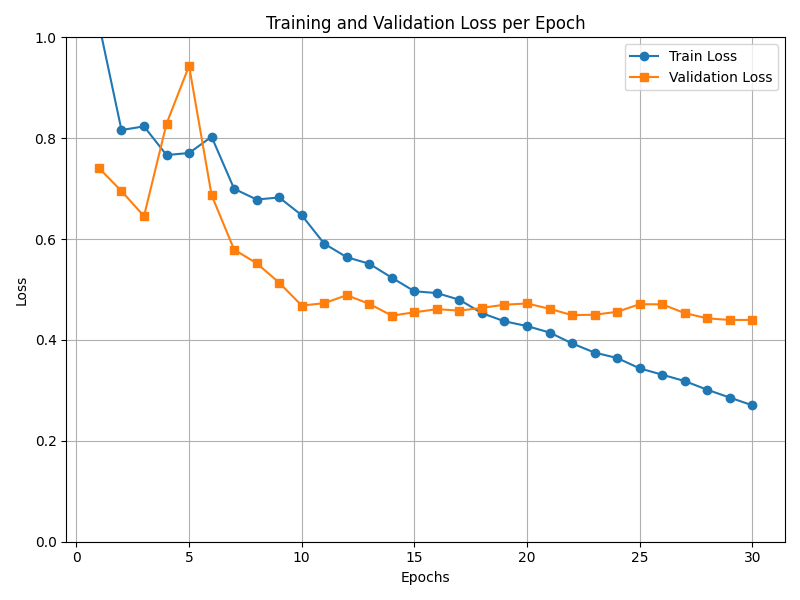 Training and Validation Loss per Epoch
Train Loss
Validation Loss
1.0
0.8
0.6
0.4
0.2
0.0
Loss
0 5 10 15 20 25 30
Epochs